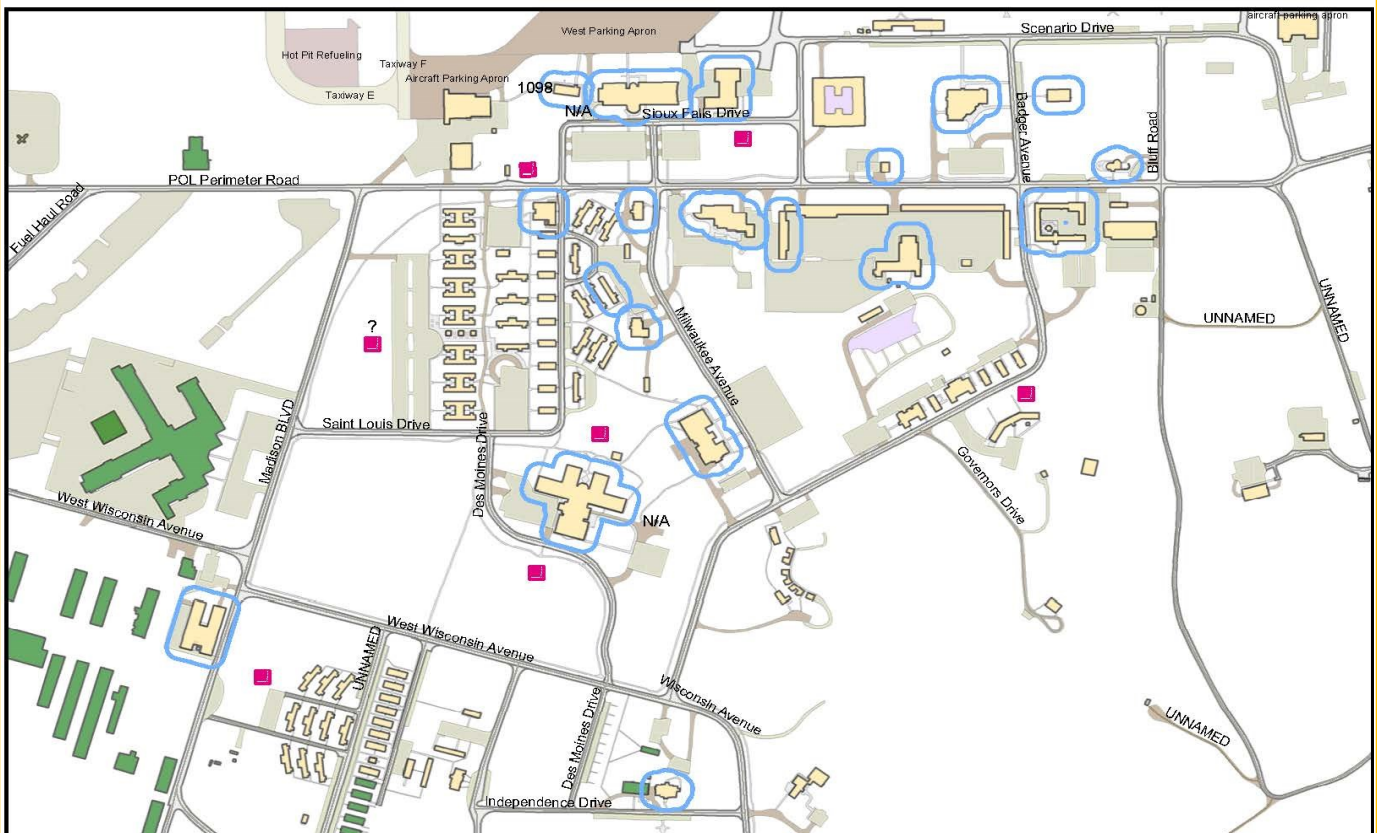 aircraft parking apron
Scenario Drive
West Parking Apron
Hot Pit Refueling
Taxiway F
Aircraft Parking Apron
Taxiway E
1098
N/A
Sioux Falls Drive
Badger Avenue
Bluff Road
POL Perimeter Road
Fuel Haul Road
UNNAMED
UNNAMED
Milwaukee Avenue
?
Saint Louis Drive
Madison BLVD
Des Moines Drive
Governors Drive
West Wisconsin Avenue
N/A
West Wisconsin Avenue
UNNAMED
Wisconsin Avenue
UNNAMED
Des Moines Drive
Independence Drive